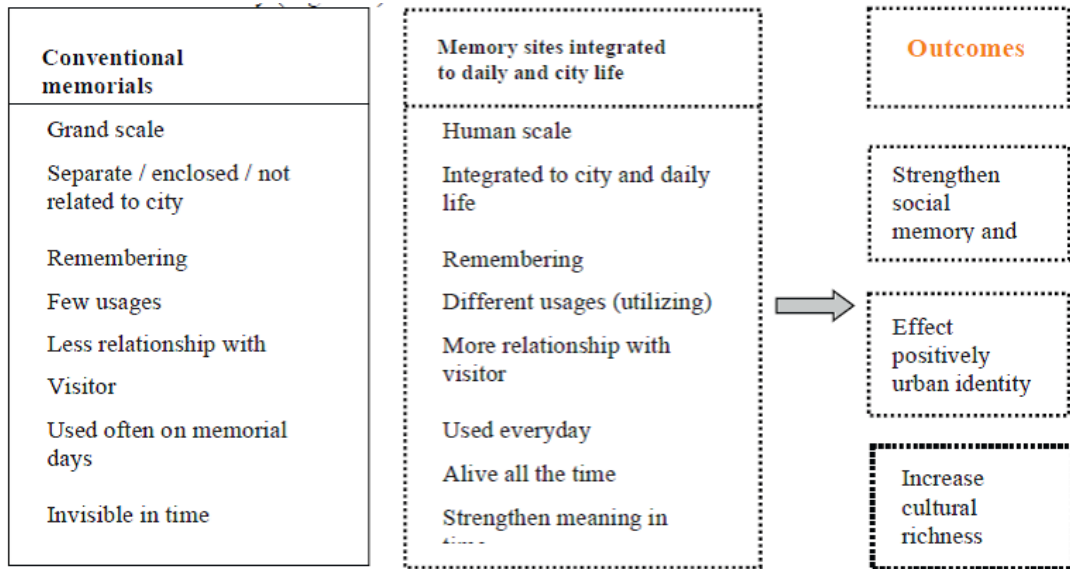 Conventional
memorials
Grand scale
Separate / enclosed / not
related to city
Remembering
Few usages
Less relationship with
Visitor
Used often on memorial
days
Invisible in time
Memory sites integrated
to daily and city life
Human scale
Integrated to city and daily
life
Remembering
Different usages (utilizing)
More relationship with
visitor
Used everyday
Alive all the time
Strengthen meaning in
Outcomes
Strengthen
social
memory and
Effect
positively
urban identity
Increase
cultural
richness